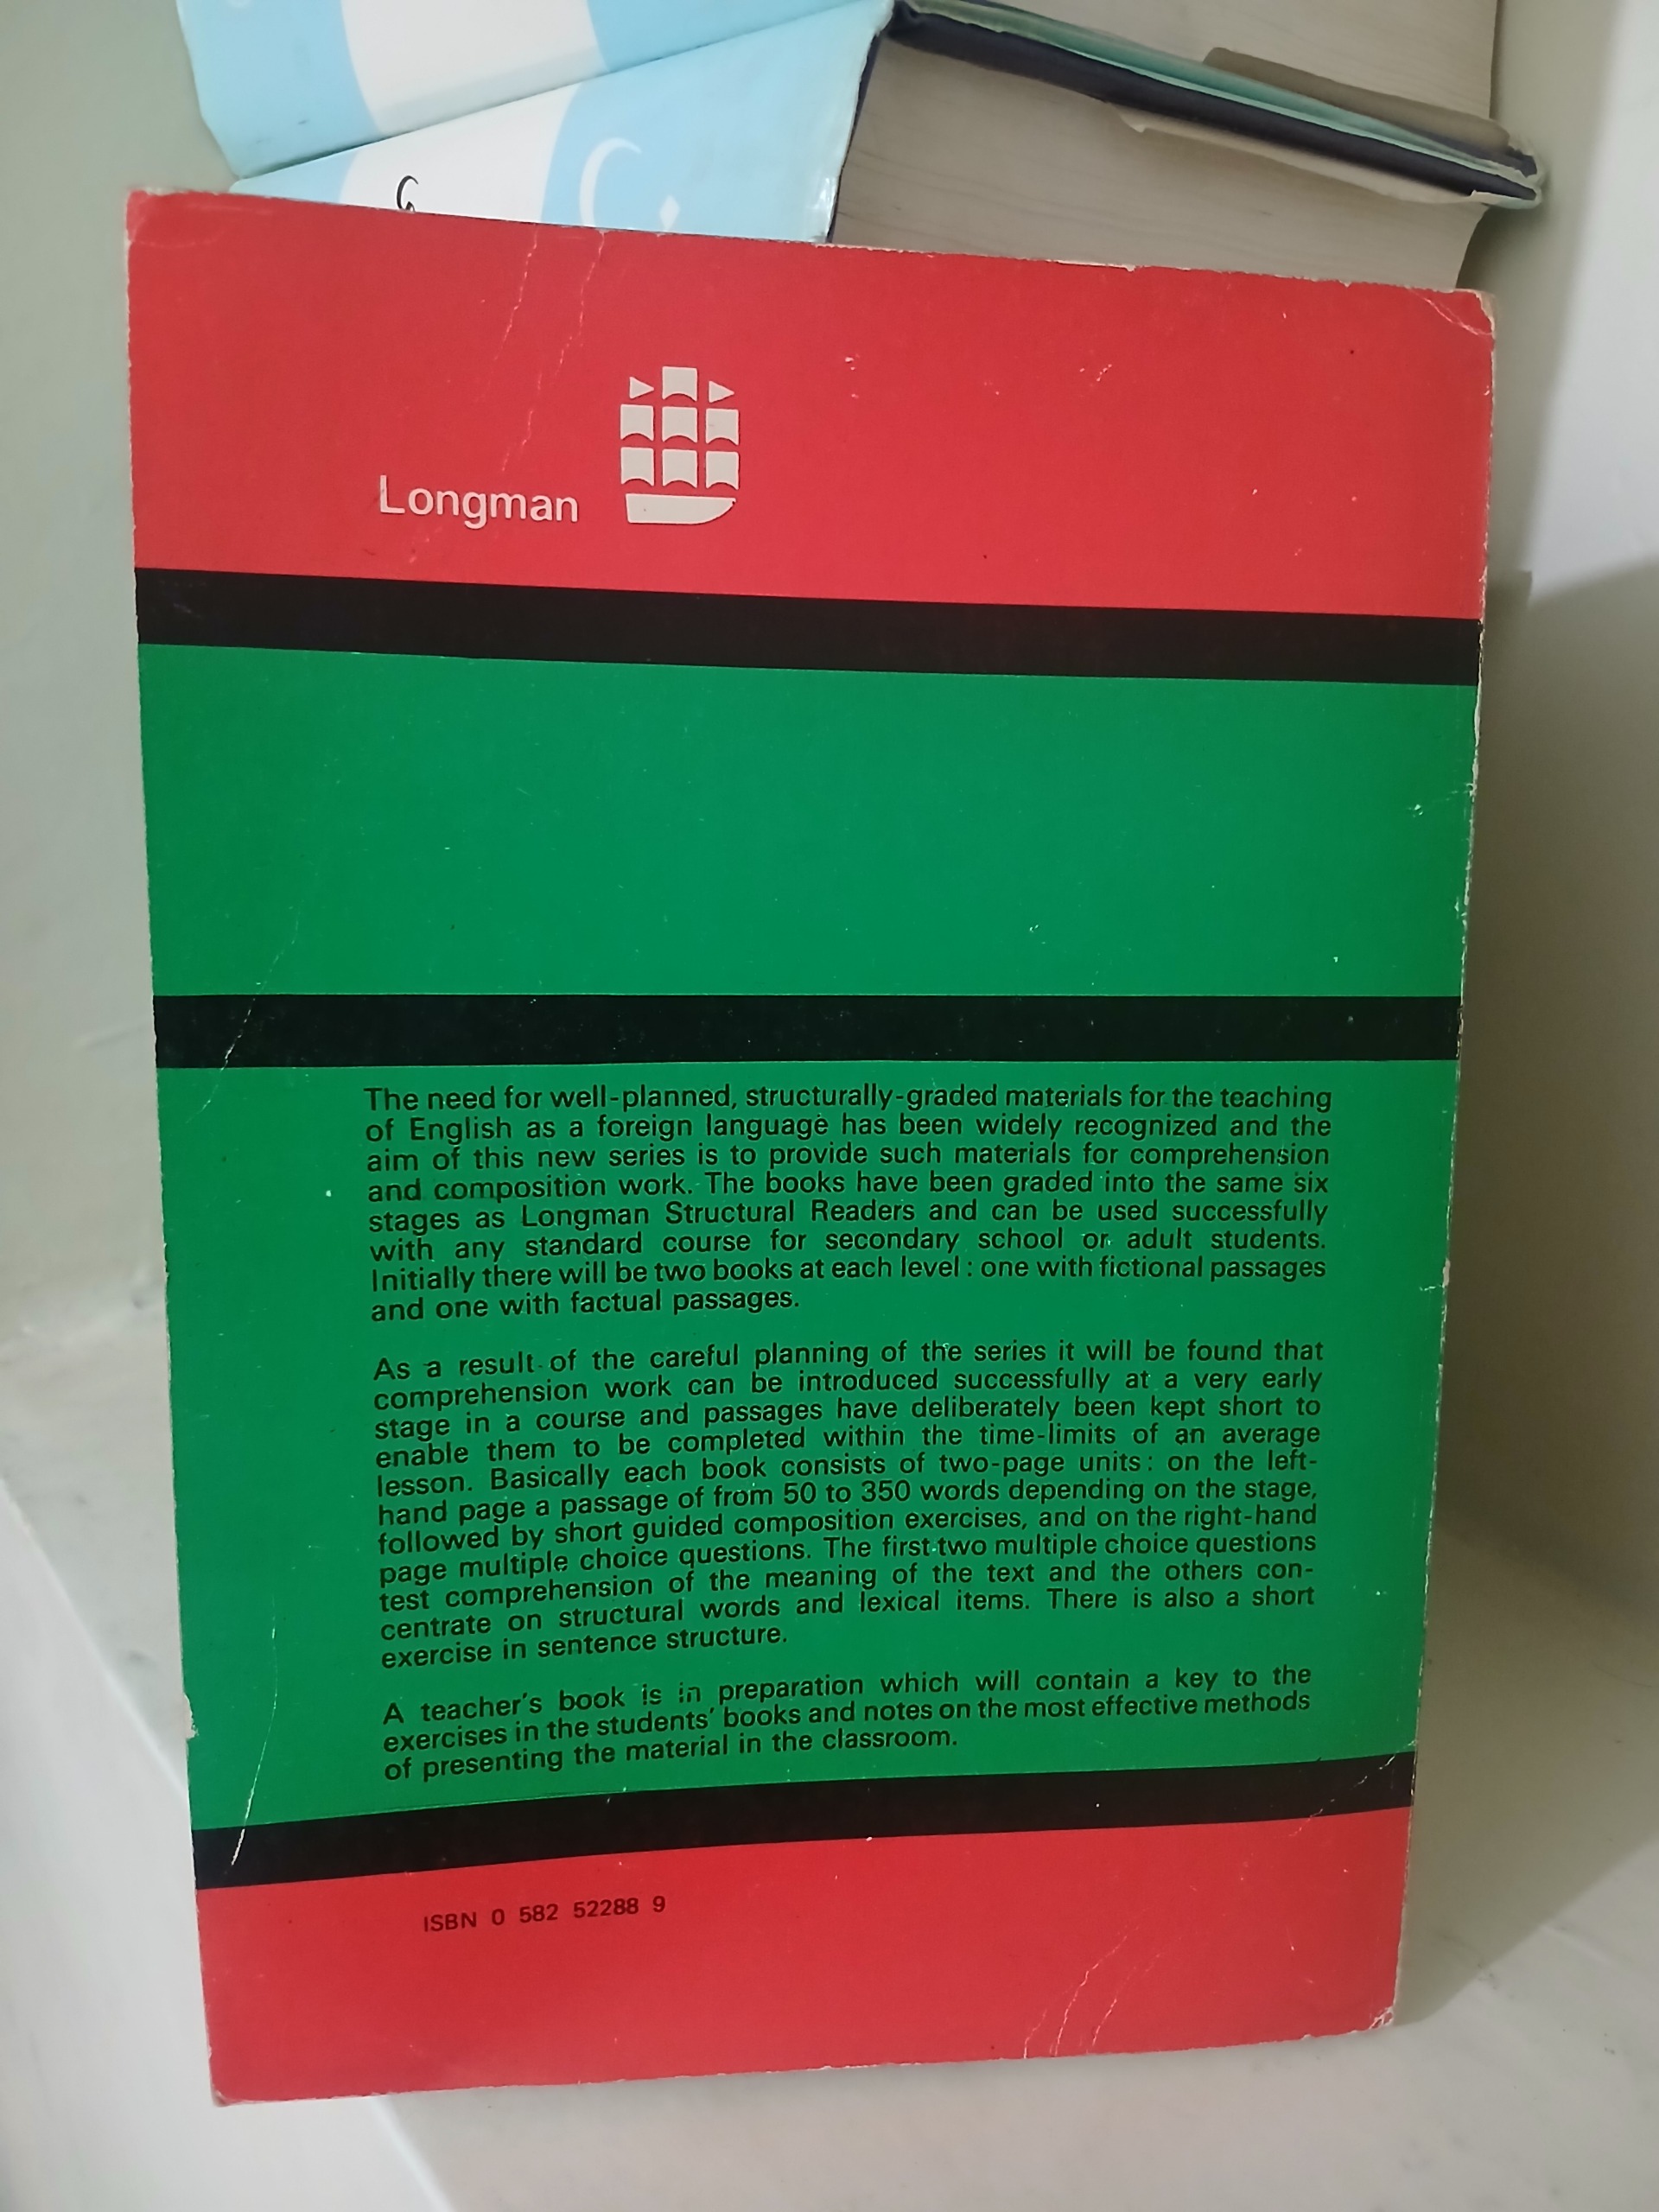 Longman
The need for well-planned, structurally-graded materials for the teaching
of English as a foreign language has been widely recognized and the
aim of this new series is to provide such materials for comprehension
and composition work. The books have been graded into the same six
stages as Longman Structural Readers and can be used successfully
with any standard course for secondary school or adult students.
Initially there will be two books at each level : one with fictional passages
and one with factual passages.
As a result of the careful planning of the series it will be found that
comprehension work can be introduced successfully at a very early
stage in a course and passages have deliberately been kept short to
enable them to be completed within the time-limits of an average
lesson. Basically each book consists of two-page units : on the left-
hand page a passage of from 50 to 350 words depending on the stage,
followed by short guided composition exercises, and on the right-hand
page multiple choice questions. The first two multiple choice questions
test comprehension of the meaning of the text and the others con-
centrate on structural words and lexical items. There is also a short
exercise in sentence structure.
A teacher's book is in preparation which will contain a key to the
exercises in the students' books and notes on the most effective methods
of presenting the material in the classroom.
ISBN 0 582 52288 9